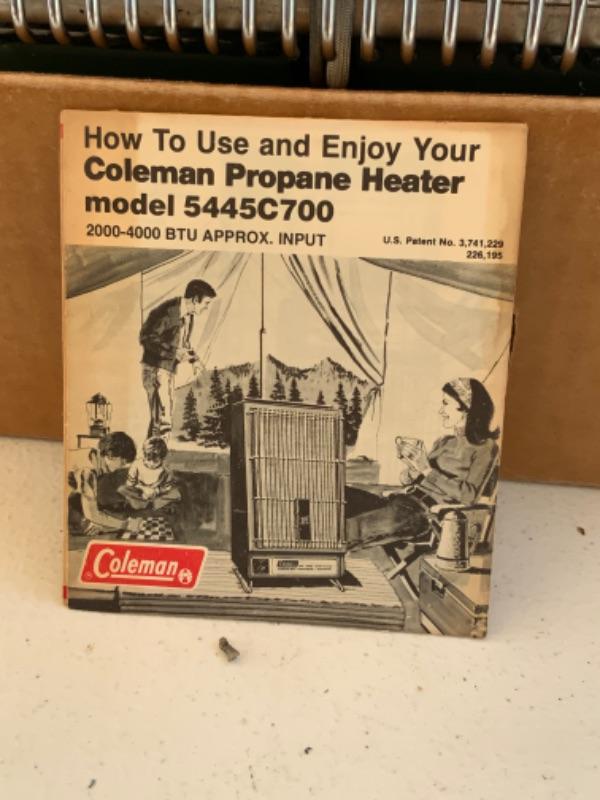 How To Use and Enjoy Your
Coleman Propane Heater
model 5445C700
2000-4000 BTU APPROX. INPUT
U.S. Patent No. 3,741,229
226,195
Coleman